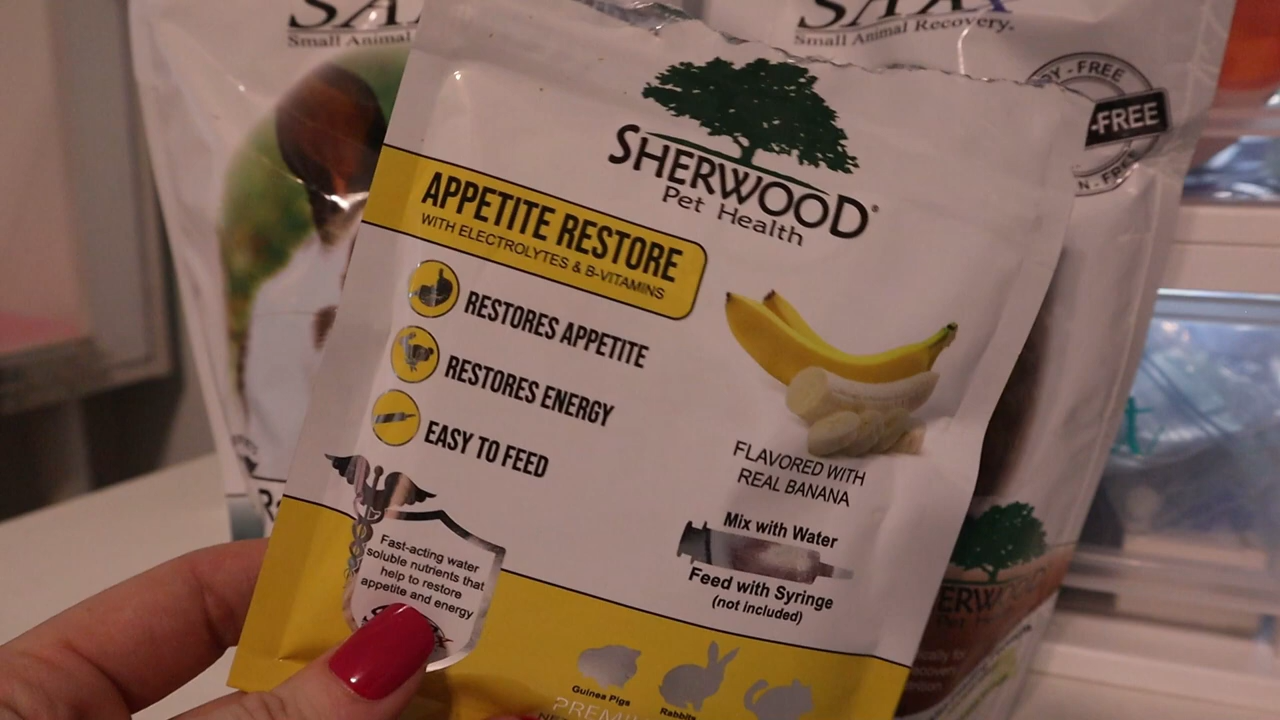 Small Animal
Small Animal Recovery.
-FREE
-FREE
N-FREE
SHERWOOD®
Pet Health
APPETITE RESTORE
WITH ELECTROLYTES & B-VITAMINS
RESTORES APPETITE
RESTORES ENERGY
EASY TO FEED
FLAVORED WITH
REAL BANANA
Mix with Water
Feed with Syringe
(not included)
Fast-acting water
soluble nutrients that
help to restore
appetite and energy
Guinea Pigs
Rabbits